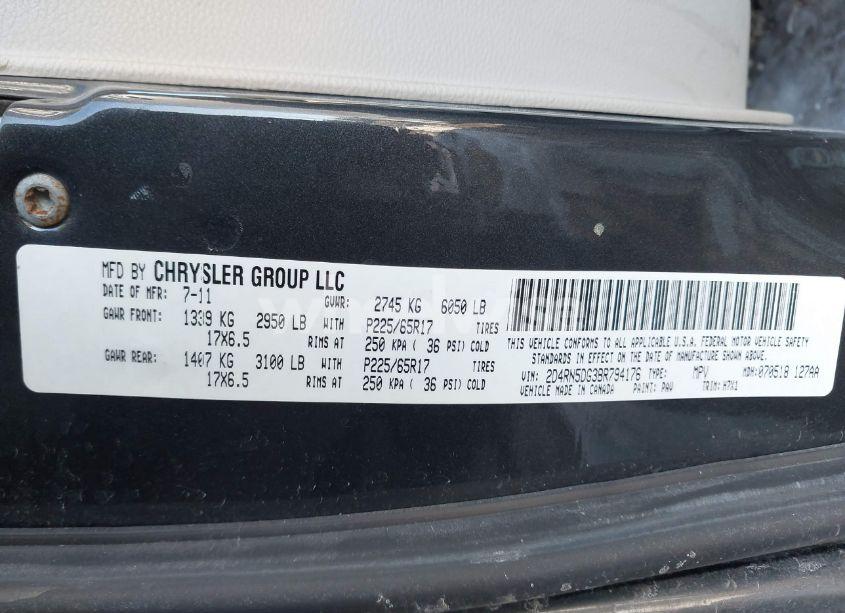 MFD BY CHRYSLER GROUP LLC
DATE OF MFR: 7-11 GVWR: 2745 KG 6050 LB
GAWR FRONT: 1339 KG 2950 LB WITH P225/65R17 TIRES
17X6.5 RIMS AT 250 KPA ( 36 PSI) COLD
GAWR REAR: 1407 KG 3100 LB WITH P225/65R17 TIRES
17X6.5 RIMS AT 250 KPA ( 36 PSI) COLD
THIS VEHICLE CONFORMS TO ALL APPLICABLE U.S.A. FEDERAL MOTOR VEHICLE SAFETY
STANDARDS IN EFFECT ON THE DATE OF MANUFACTURE SHOWN ABOVE.
VIN: 2D4RN5DG3BR794176 TYPE: MPV MDH: 070518 127AA
VEHICLE MADE IN CANADA PAINT: PAV TRIM: H7X1